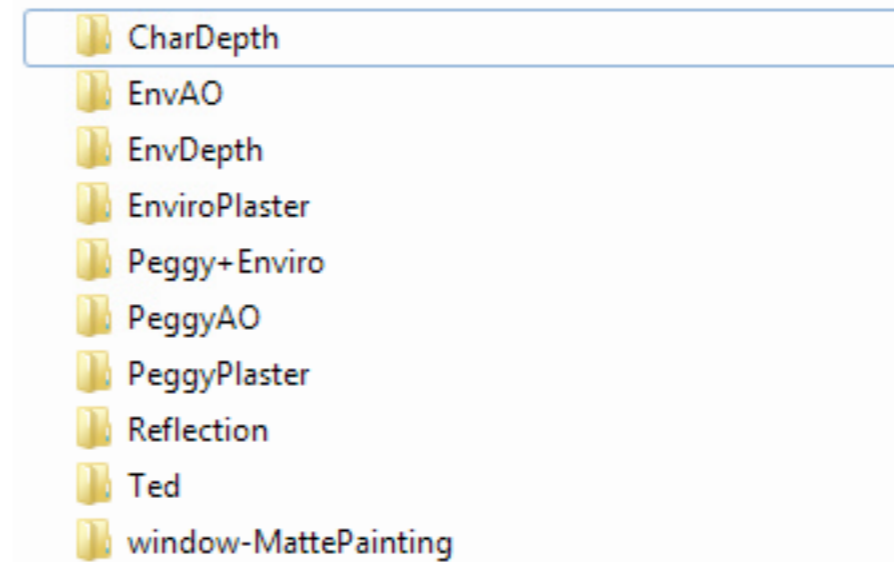 CharDepth
EnvAO
EnvDepth
EnviroPlaster
Peggy+Enviro
PeggyAO
PeggyPlaster
Reflection
Ted
window-MattePainting